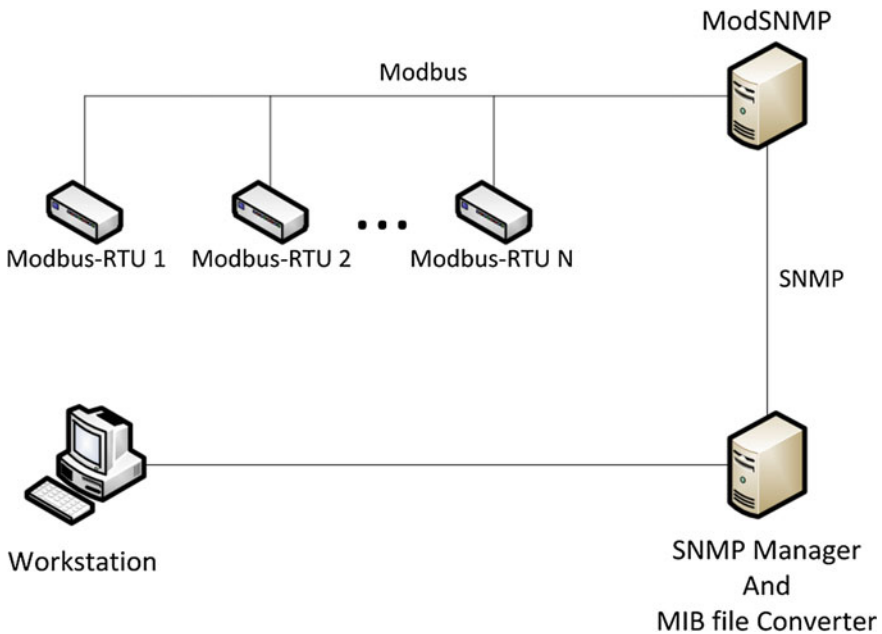 ModSNMP
Modbus
Modbus-RTU 1
Modbus-RTU 2
Modbus-RTU N
SNMP
Workstation
SNMP Manager
And
MIB file Converter